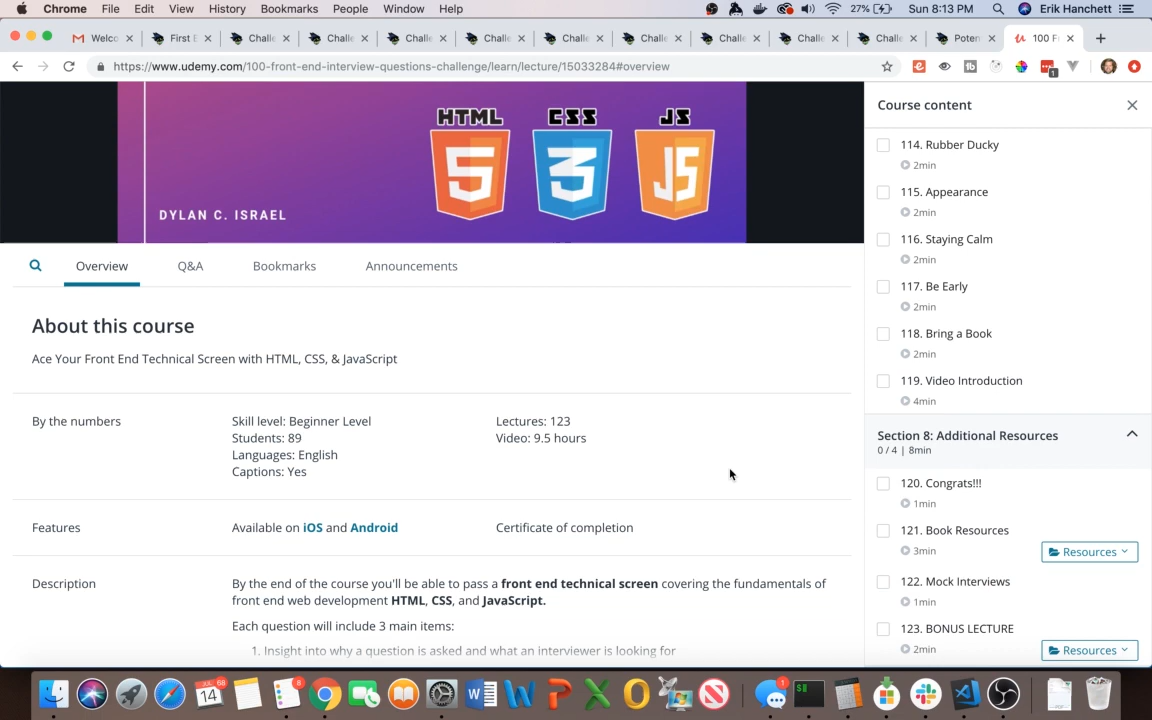 Chrome File Edit View History Bookmarks People Window Help 27% Sun 8:13 PM Erik Hanchett
Welco First E Challe Challe Challe Challe Challe Challe Challe Challe Challe Poten 100 F
https://www.udemy.com/100-front-end-interview-questions-challenge/learn/lecture/15033284#overview
HTML CSS JS
5 3 JS
DYLAN C. ISRAEL
Overview Q&A Bookmarks Announcements
About this course
Ace Your Front End Technical Screen with HTML, CSS, & JavaScript
By the numbers
Skill level: Beginner Level
Students: 89
Languages: English
Captions: Yes
Lectures: 123
Video: 9.5 hours
Features
Available on iOS and Android
Certificate of completion
Description
By the end of the course you'll be able to pass a front end technical screen covering the fundamentals of
front end web development HTML, CSS, and JavaScript.
Each question will include 3 main items:
1. Insight into why a question is asked and what an interviewer is looking for
Course content
114. Rubber Ducky
2min
115. Appearance
2min
116. Staying Calm
2min
117. Be Early
2min
118. Bring a Book
2min
119. Video Introduction
4min
Section 8: Additional Resources
0 / 4 | 8min
120. Congrats!!!
1min
121. Book Resources
3min
Resources
122. Mock Interviews
1min
123. BONUS LECTURE
2min
Resources
JUL 68
14
8
1